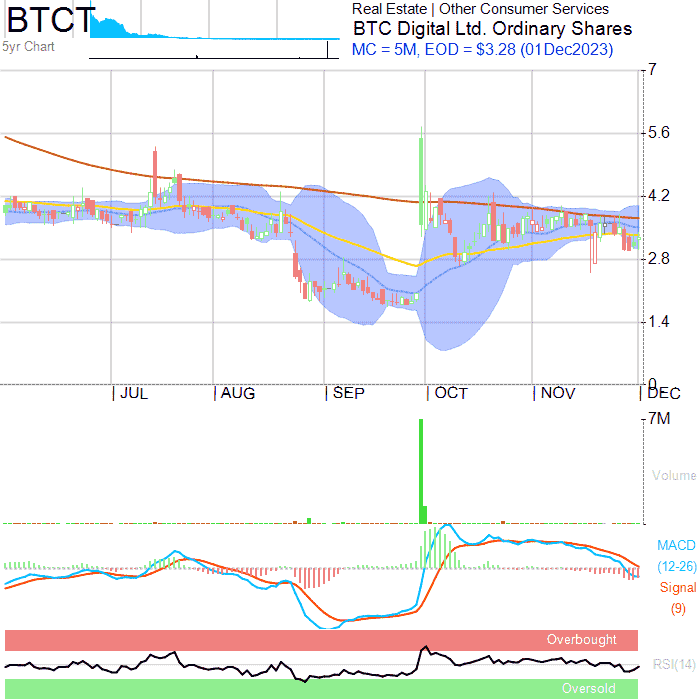 BTCT
5yr Chart
Real Estate | Other Consumer Services
BTC Digital Ltd. Ordinary Shares
MC = 5M, EOD = $3.28 (01Dec2023)
7
5.6
4.2
2.8
1.4
0
| JUL | AUG | SEP | OCT | NOV | DEC
7M
Volume
MACD
(12-26)
Signal
(9)
Overbought
RSI(14)
Oversold